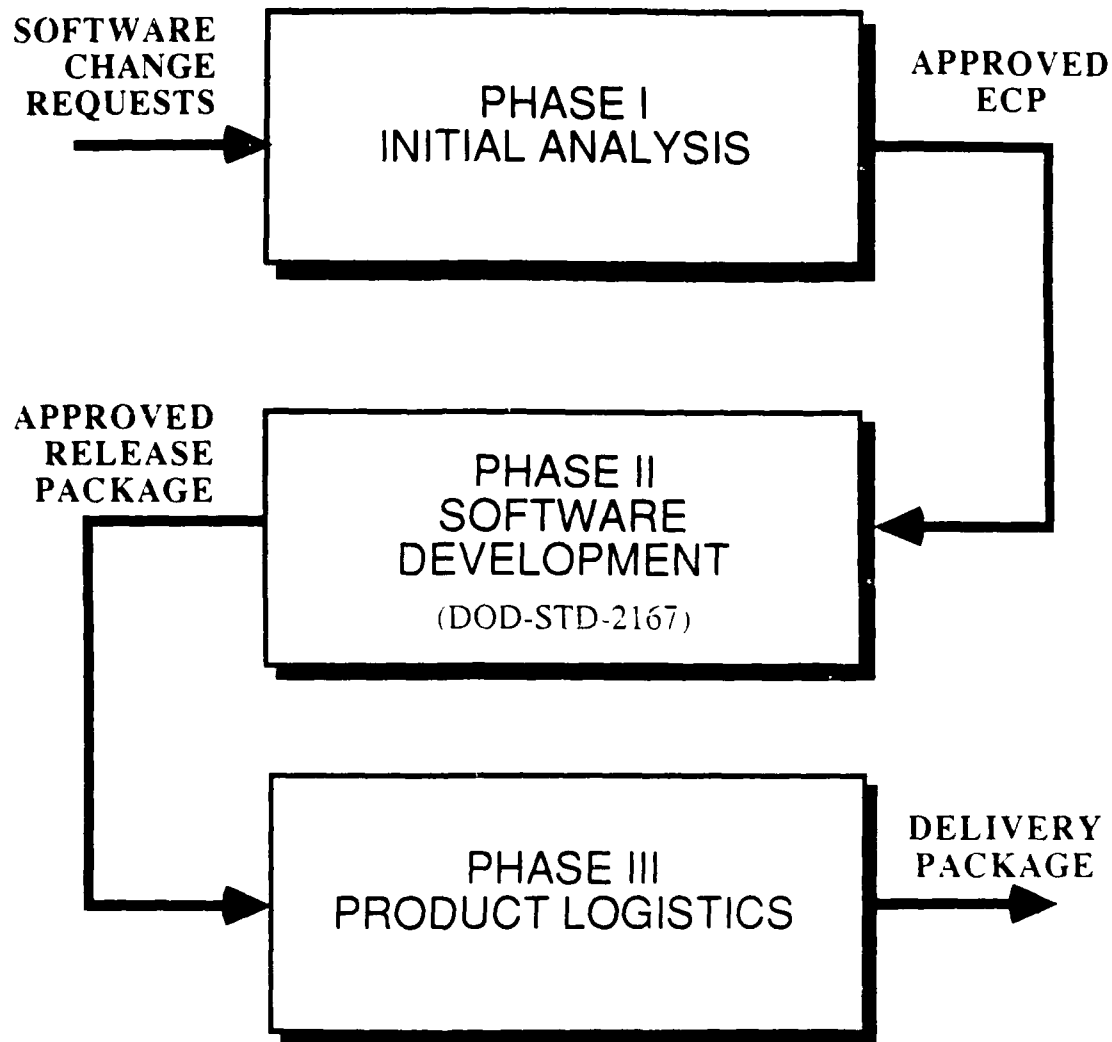 SOFTWARE
CHANGE
REQUESTS
PHASE I
INITIAL ANALYSIS
APPROVED
ECP
APPROVED
RELEASE
PACKAGE
PHASE II
SOFTWARE
DEVELOPMENT
(DOD-STD-2167)
PHASE III
PRODUCT LOGISTICS
DELIVERY
PACKAGE